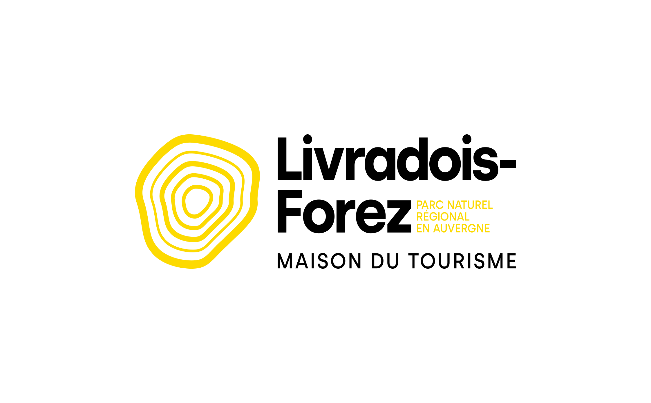 Livradois-
Forez
PARC NATUREL
RÉGIONAL
EN AUVERGNE
MAISON DU TOURISME